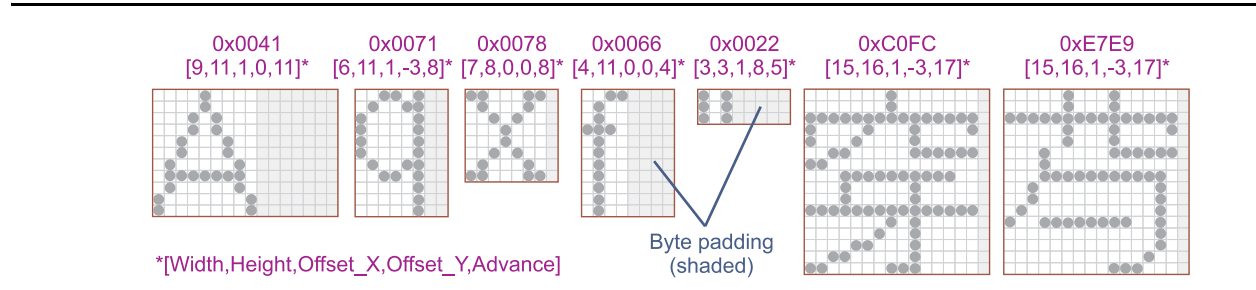 0x0041 0x0071 0x0078 0x0066 0x0022 0xC0FC 0xE7E9
[9,11,1,0,11]* [6,11,1,-3,8]* [7,8,0,0,8]* [4,11,0,0,4]* [3,3,1,8,5]* [15,16,1,-3,17]* [15,16,1,-3,17]*
Byte padding
(shaded)
*[Width,Height,Offset_X,Offset_Y,Advance]